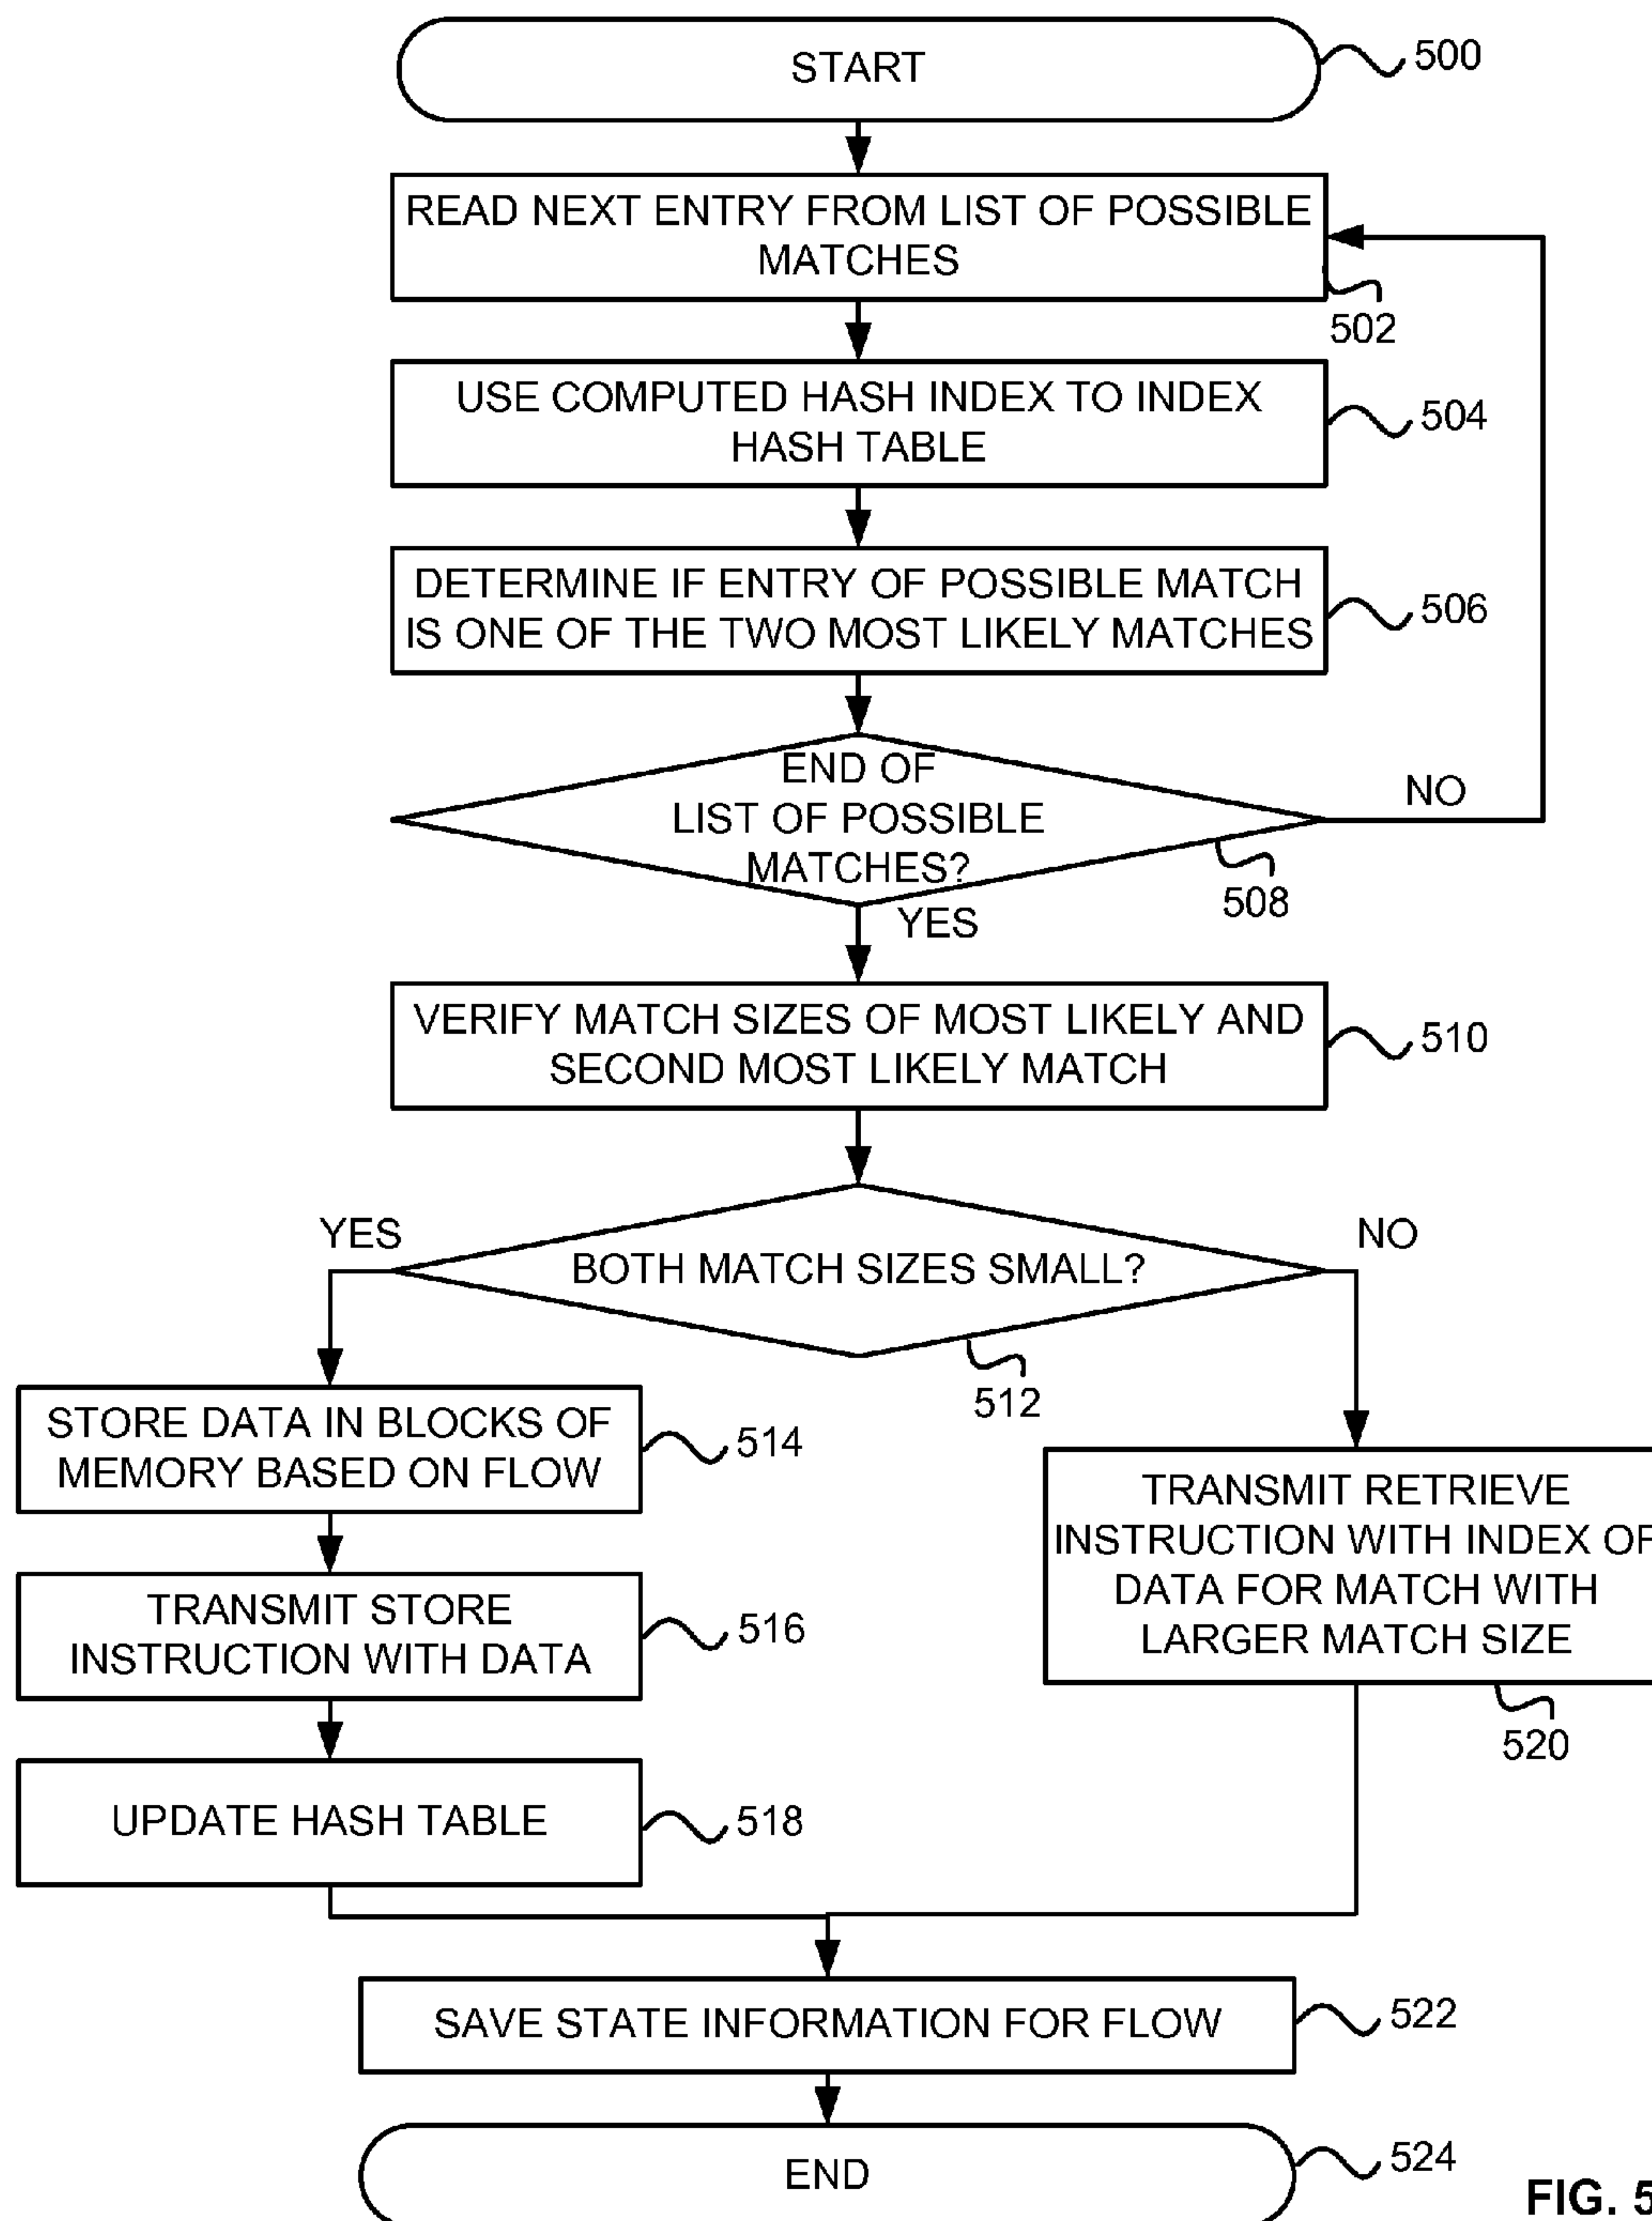 START
500
READ NEXT ENTRY FROM LIST OF POSSIBLE
MATCHES
502
USE COMPUTED HASH INDEX TO INDEX
HASH TABLE
504
DETERMINE IF ENTRY OF POSSIBLE MATCH
IS ONE OF THE TWO MOST LIKELY MATCHES
506
END OF
LIST OF POSSIBLE
MATCHES?
NO
508
YES
VERIFY MATCH SIZES OF MOST LIKELY AND
SECOND MOST LIKELY MATCH
510
YES
BOTH MATCH SIZES SMALL?
NO
512
STORE DATA IN BLOCKS OF
MEMORY BASED ON FLOW
514
TRANSMIT STORE
INSTRUCTION WITH DATA
516
UPDATE HASH TABLE
518
TRANSMIT RETRIEVE
INSTRUCTION WITH INDEX OF
DATA FOR MATCH WITH
LARGER MATCH SIZE
520
SAVE STATE INFORMATION FOR FLOW
522
END
524
FIG. 5